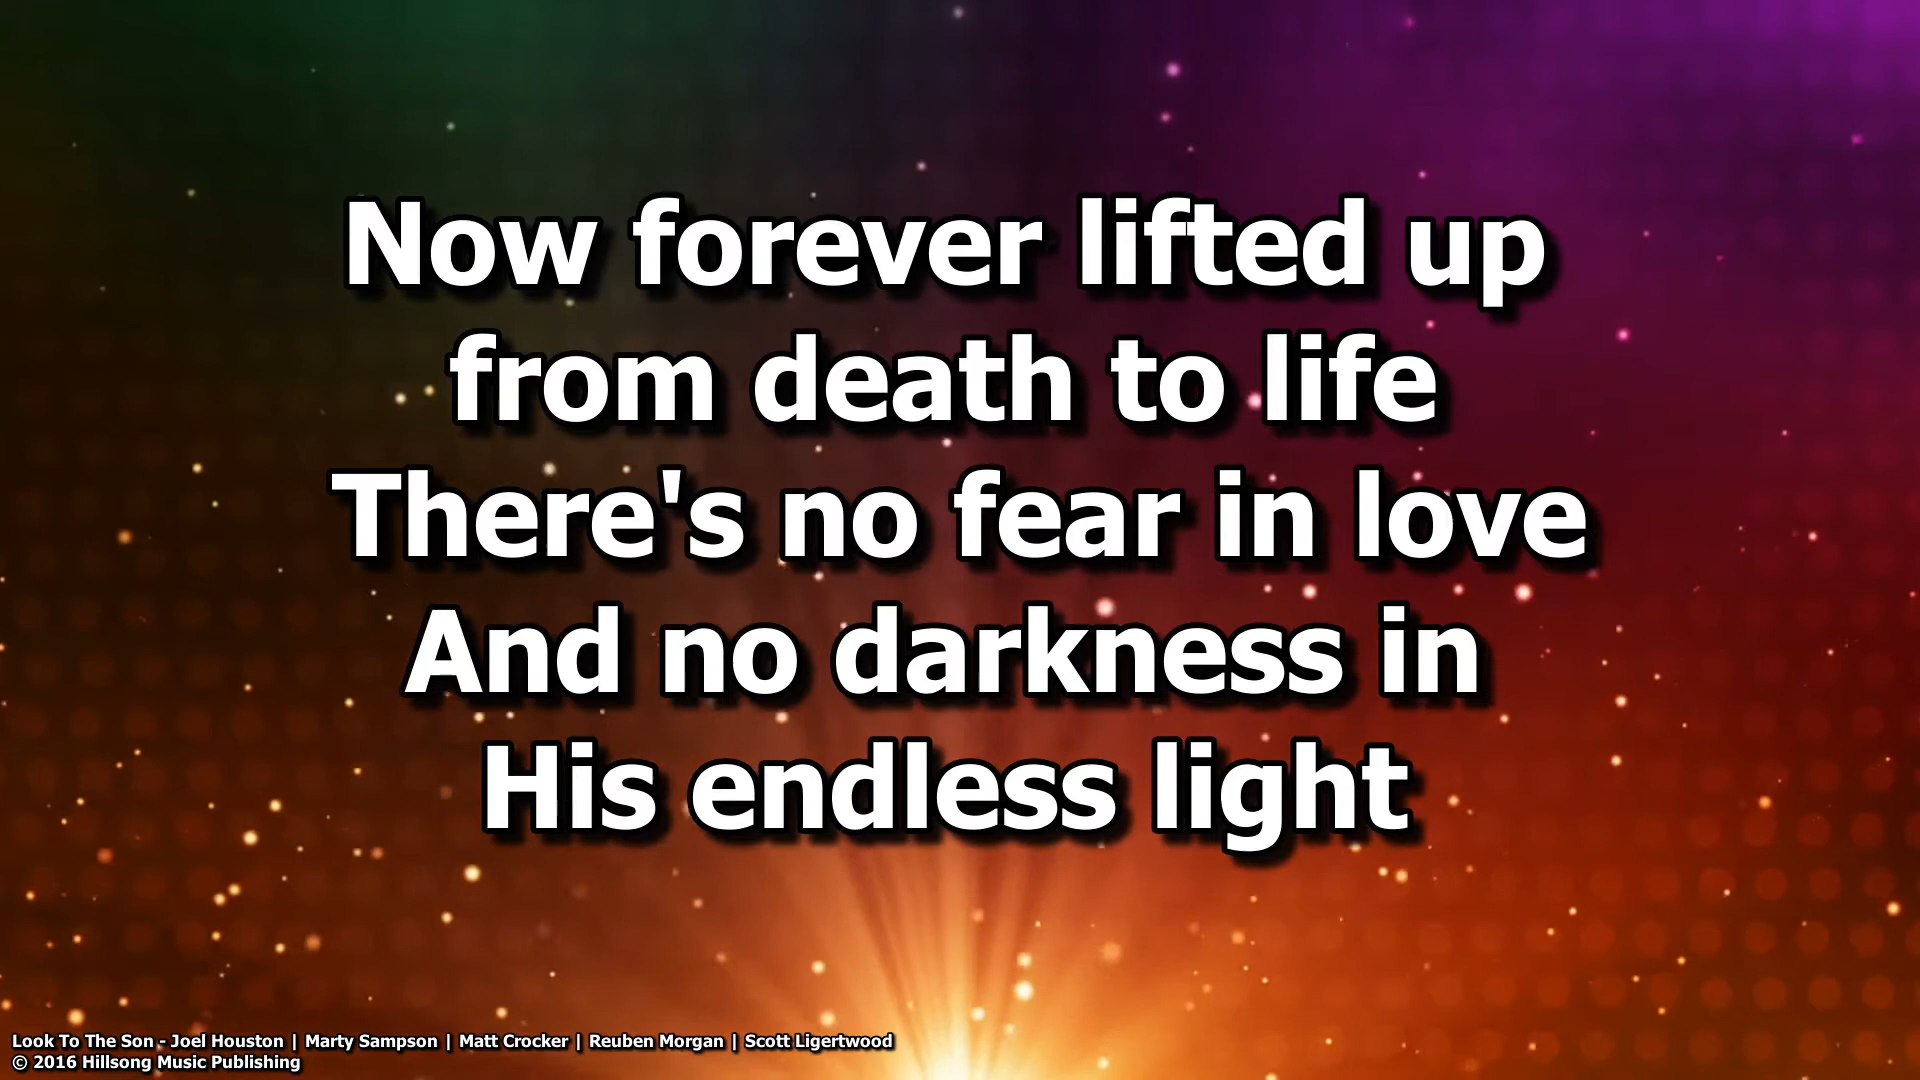 Now forever lifted up
from death to life
There's no fear in love
And no darkness in
His endless light
Look To The Son - Joel Houston | Marty Sampson | Matt Crocker | Reuben Morgan | Scott Ligertwood
© 2016 Hillsong Music Publishing